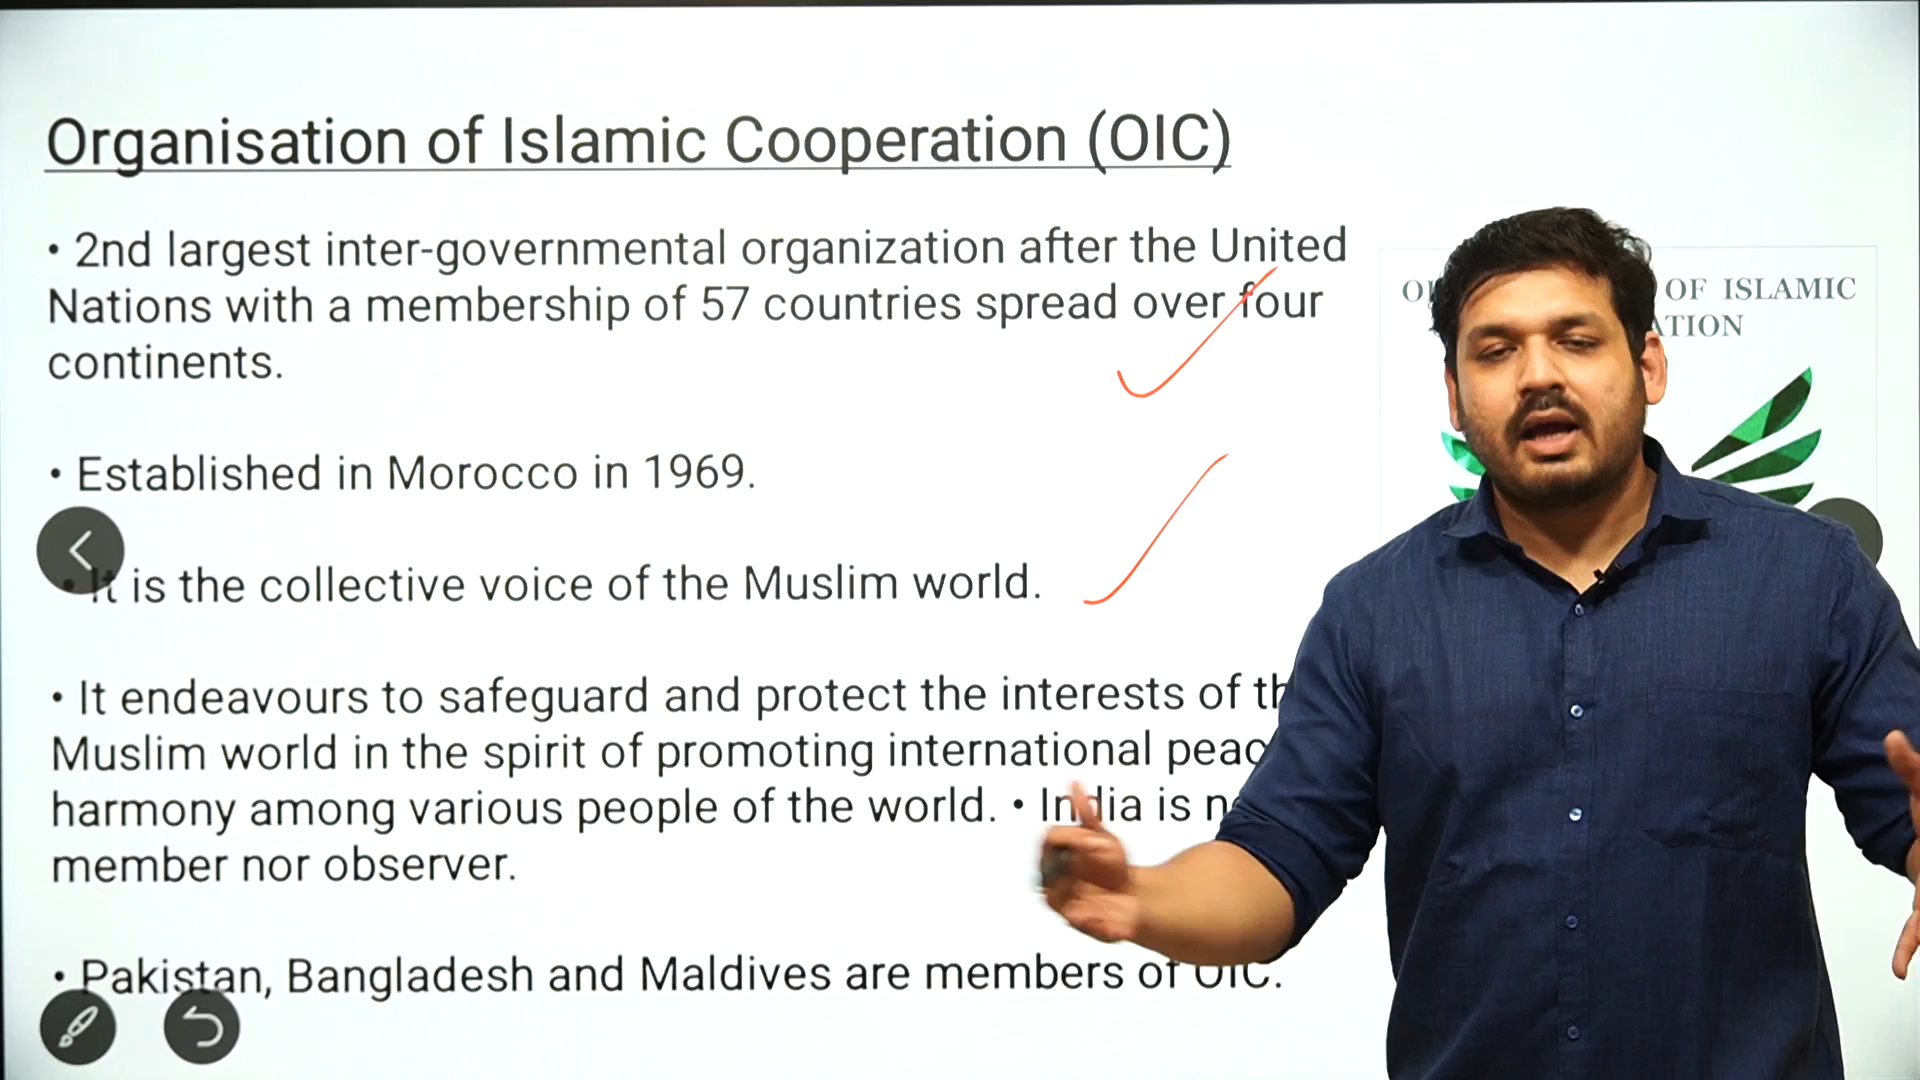 Organisation of Islamic Cooperation (OIC)
• 2nd largest inter-governmental organization after the United
Nations with a membership of 57 countries spread over four
continents.
• Established in Morocco in 1969.
• It is the collective voice of the Muslim world.
• It endeavours to safeguard and protect the interests of
Muslim world in the spirit of promoting international
harmony among various people of the world. • India is
member nor observer.
• Pakistan, Bangladesh and Maldives are members of OIC.
OF ISLAMIC